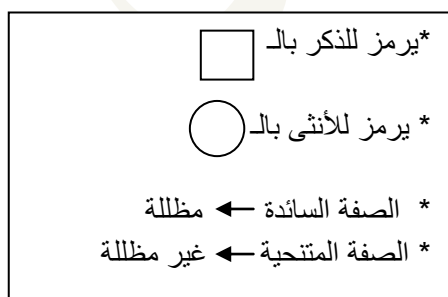 *يرمز للذكر بالـ
* يرمز للأنثى بالـ
* الصفة السائدة ← مظللة
* الصفة المتنحية ← غير مظللة